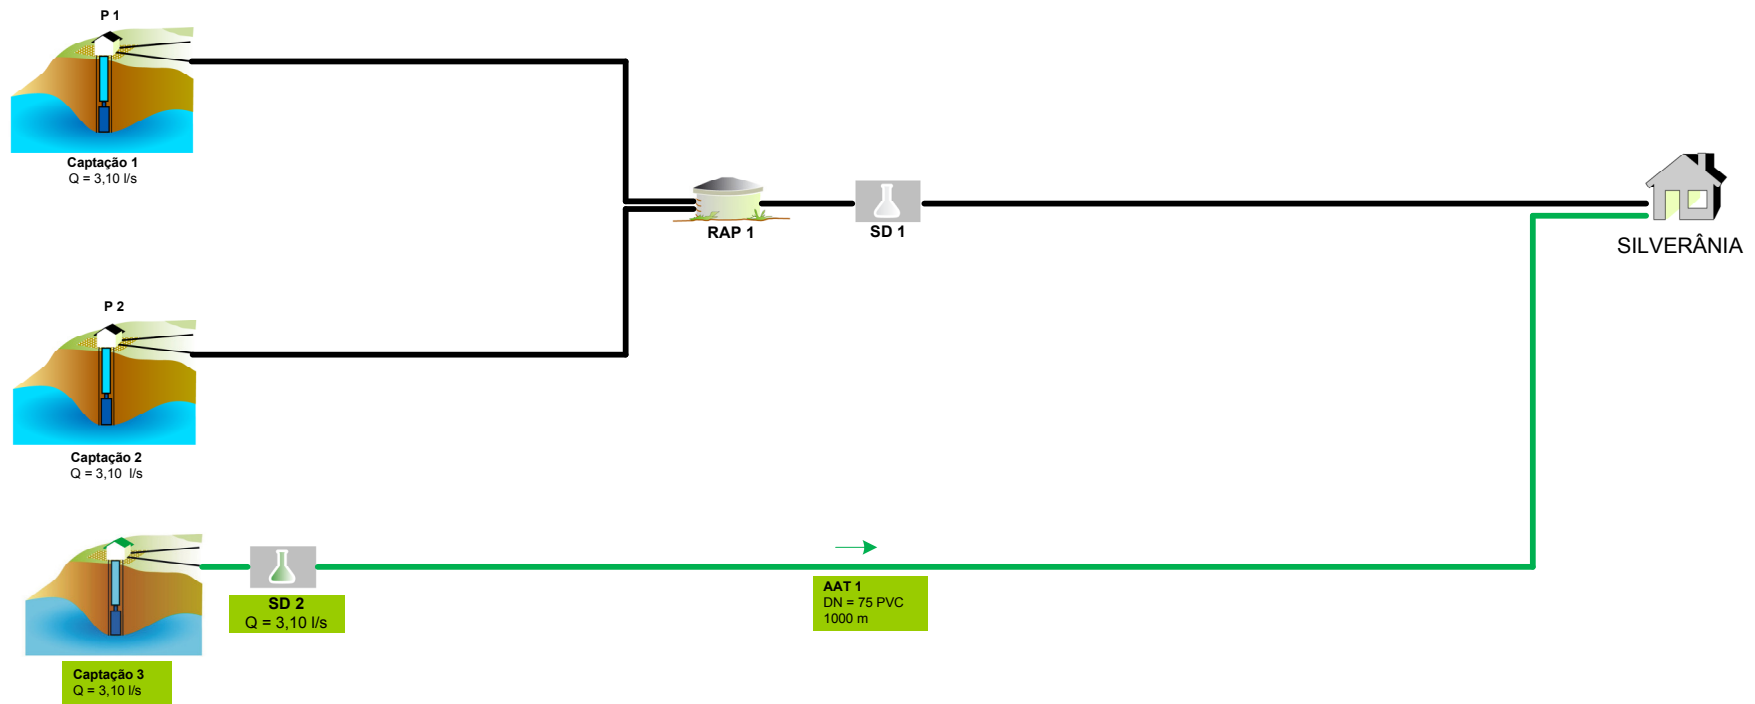 P 1
Captação 1
Q = 3,10 l/s
RAP 1
SD 1
SILVERÂNIA
P 2
Captação 2
Q = 3,10 l/s
SD 2
Q = 3,10 l/s
AAT 1
DN = 75 PVC
1000 m
Captação 3
Q = 3,10 l/s